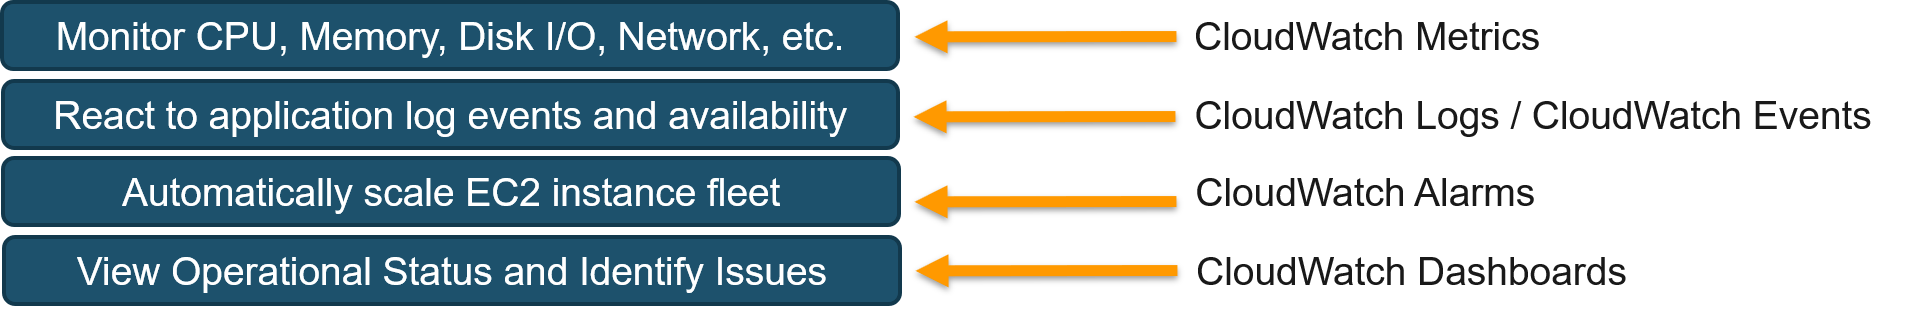 Monitor CPU, Memory, Disk I/O, Network, etc.
CloudWatch Metrics
React to application log events and availability
CloudWatch Logs / CloudWatch Events
Automatically scale EC2 instance fleet
CloudWatch Alarms
View Operational Status and Identify Issues
CloudWatch Dashboards